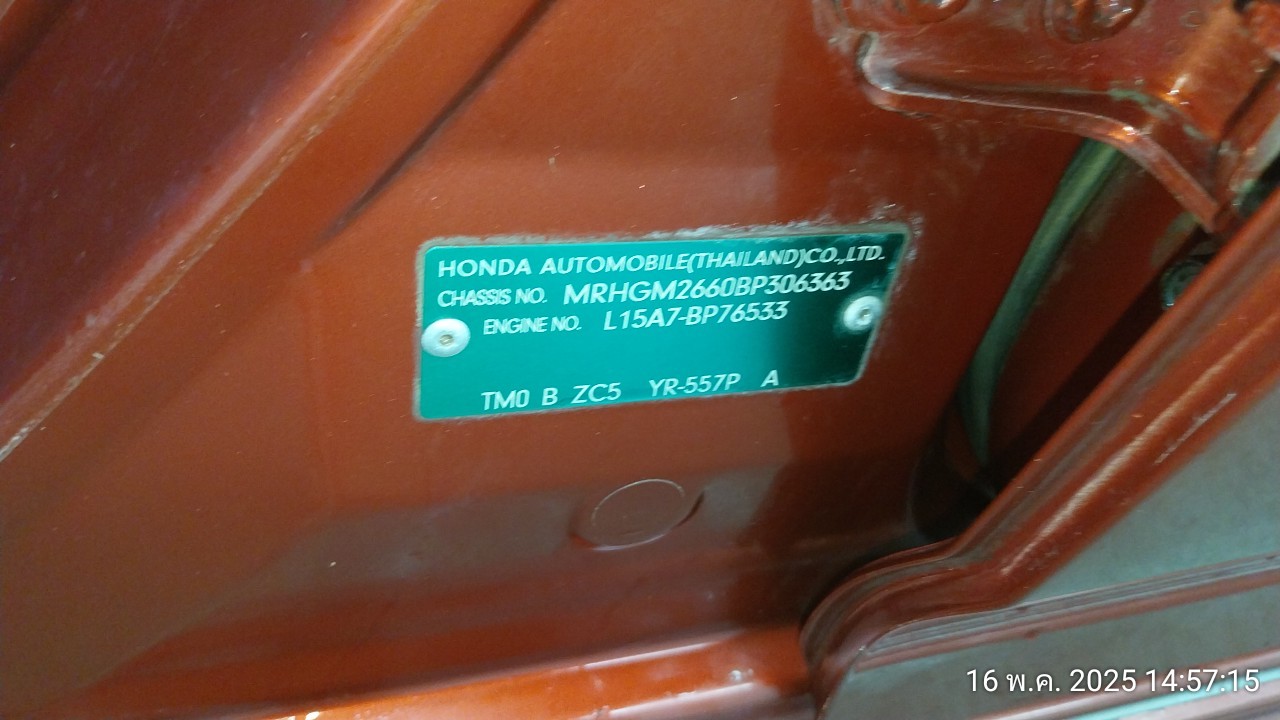 HONDA AUTOMOBILE(THAILAND)CO.,LTD.
CHASSIS NO. MRHGM2660BP306363
ENGINE NO. L15A7-BP76533
TM0 B ZC5 YR-557P A
16 พ.ค. 2025 14:57:15